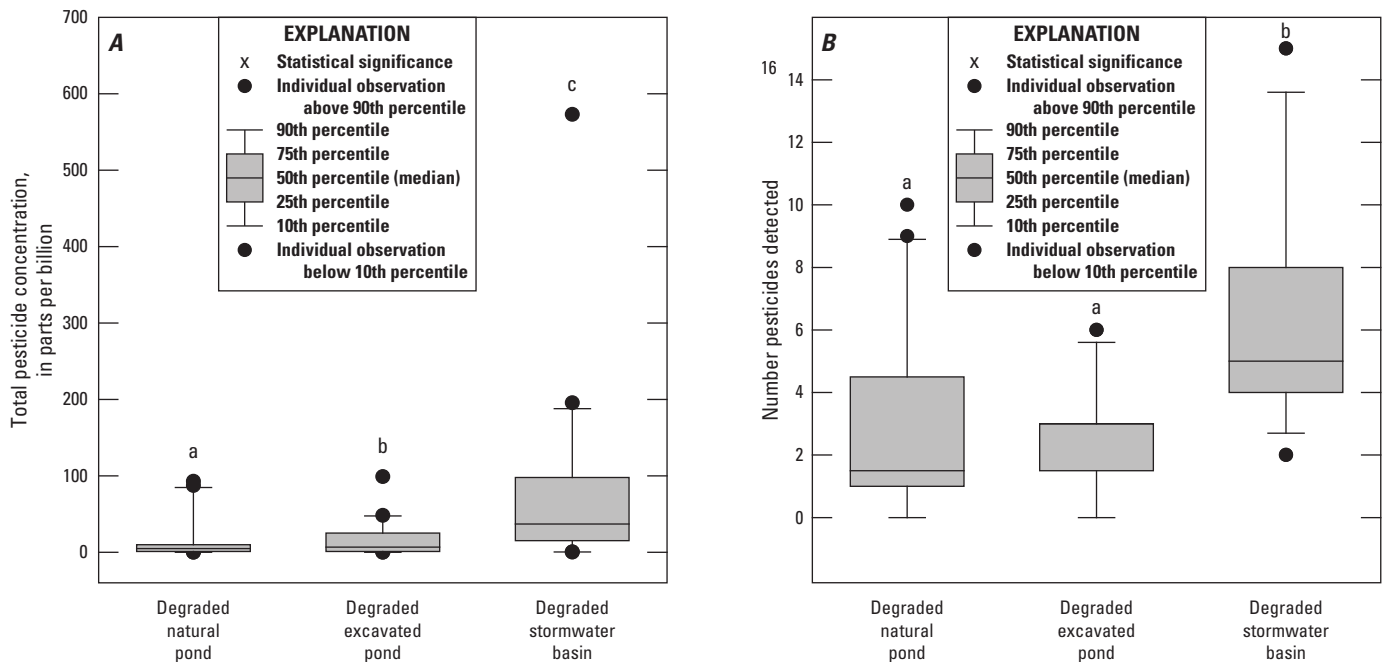 A
700
600
500
400
300
200
100
0
Total pesticide concentration,
in parts per billion
EXPLANATION
x Statistical significance
Individual observation
above 90th percentile
90th percentile
75th percentile
50th percentile (median)
25th percentile
10th percentile
Individual observation
below 10th percentile
a
b
c
Degraded
natural
pond
Degraded
excavated
pond
Degraded
stormwater
basin
B
16
14
12
10
8
6
4
2
0
Number pesticides detected
EXPLANATION
x Statistical significance
Individual observation
above 90th percentile
90th percentile
75th percentile
50th percentile (median)
25th percentile
10th percentile
Individual observation
below 10th percentile
a
a
b
Degraded
natural
pond
Degraded
excavated
pond
Degraded
stormwater
basin